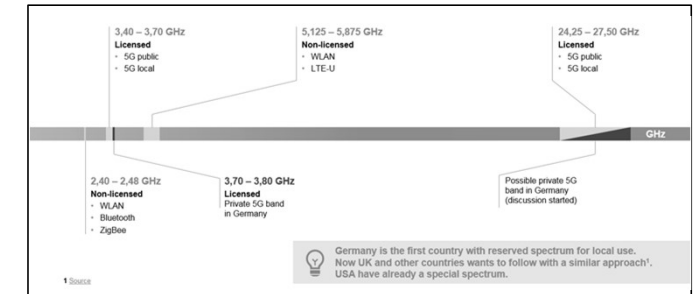 3,40 – 3,70 GHz
Licensed
• 5G public
• 5G local
5,125 – 5,875 GHz
Non-licensed
• WLAN
• LTE-U
24,25 – 27,50 GHz
Licensed
• 5G public
• 5G local
GHz
2,40 – 2,48 GHz
Non-licensed
• WLAN
• Bluetooth
• ZigBee
3,70 – 3,80 GHz
Licensed
Private 5G band
in Germany
Possible private 5G
band in Germany
(discussion started)
Germany is the first country with reserved spectrum for local use.
Now UK and other countries wants to follow with a similar approach¹.
USA have already a special spectrum.
1 Source